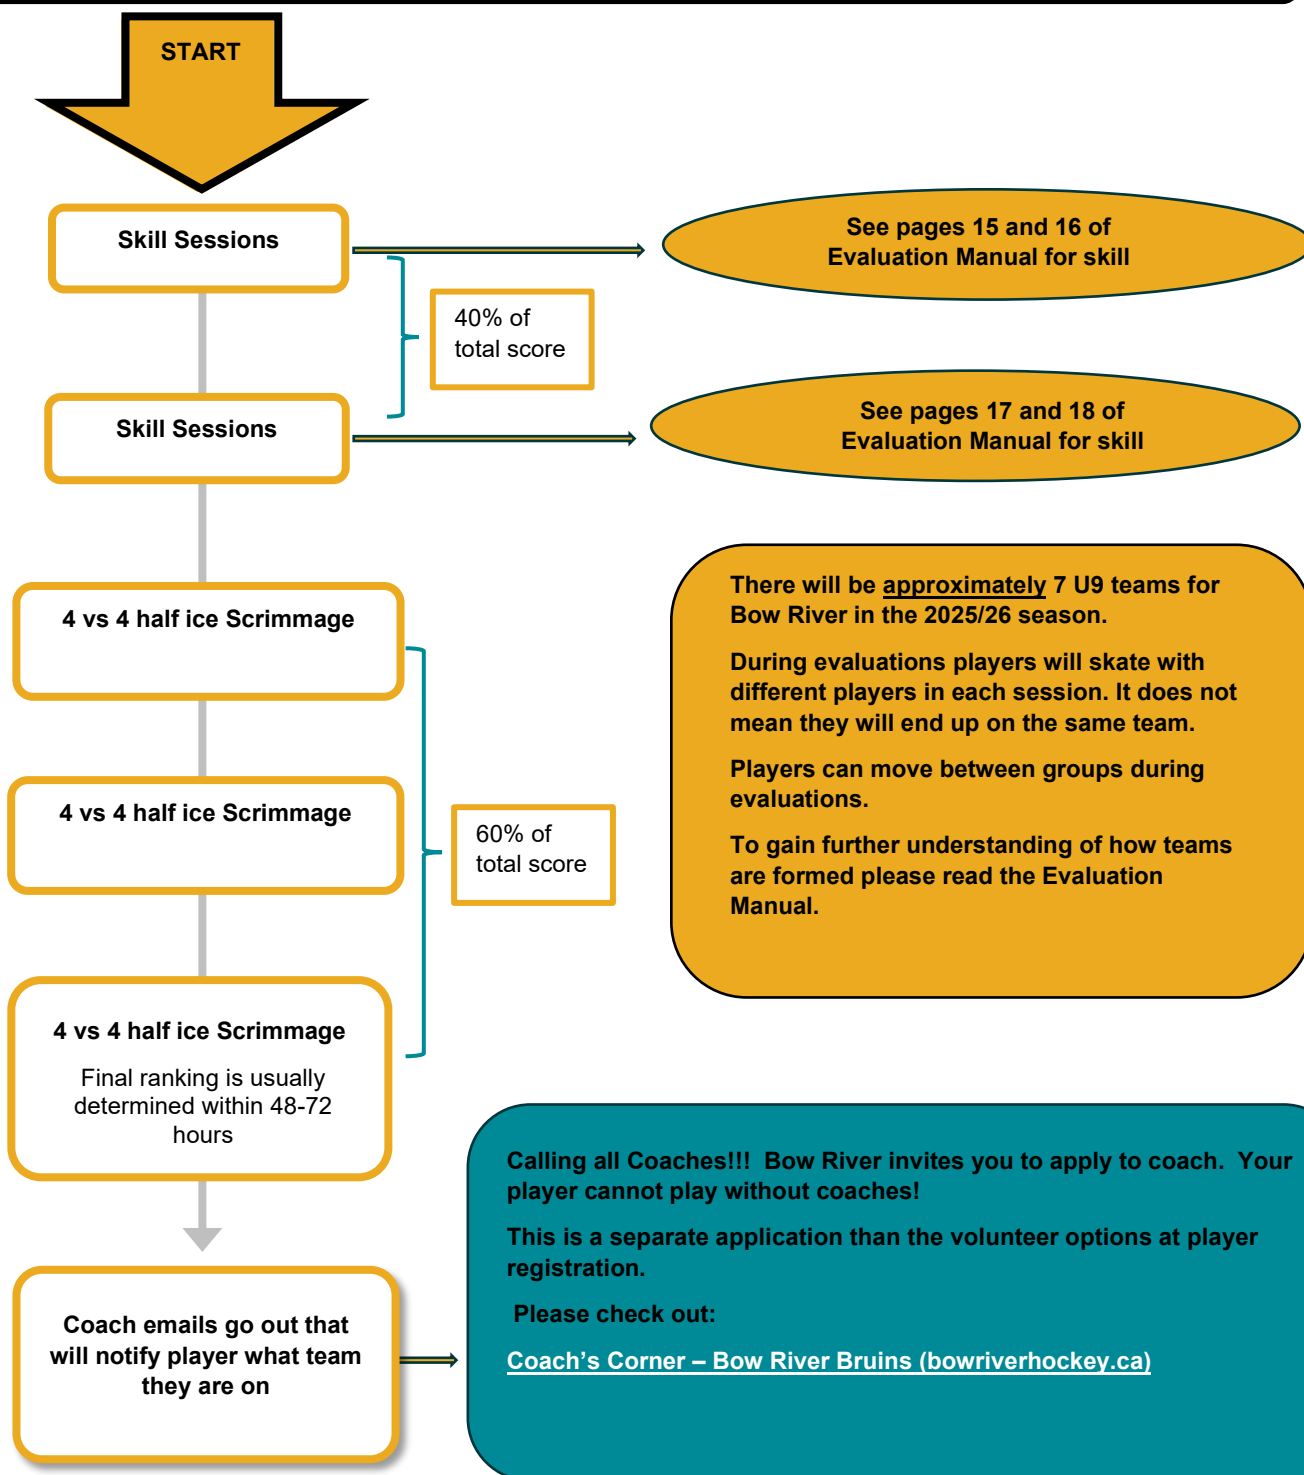 START
Skill Sessions
See pages 15 and 16 of
Evaluation Manual for skill
40% of
total score
Skill Sessions
See pages 17 and 18 of
Evaluation Manual for skill
4 vs 4 half ice Scrimmage
4 vs 4 half ice Scrimmage
60% of
total score
4 vs 4 half ice Scrimmage
Final ranking is usually
determined within 48-72
hours
There will be approximately 7 U9 teams for
Bow River in the 2025/26 season.
During evaluations players will skate with
different players in each session. It does not
mean they will end up on the same team.
Players can move between groups during
evaluations.
To gain further understanding of how teams
are formed please read the Evaluation
Manual.
Coach emails go out that
will notify player what team
they are on
Calling all Coaches!!!  Bow River invites you to apply to coach.  Your
player cannot play without coaches!
This is a separate application than the volunteer options at player
registration.
Please check out:
Coach’s Corner – Bow River Bruins (bowriverhockey.ca)